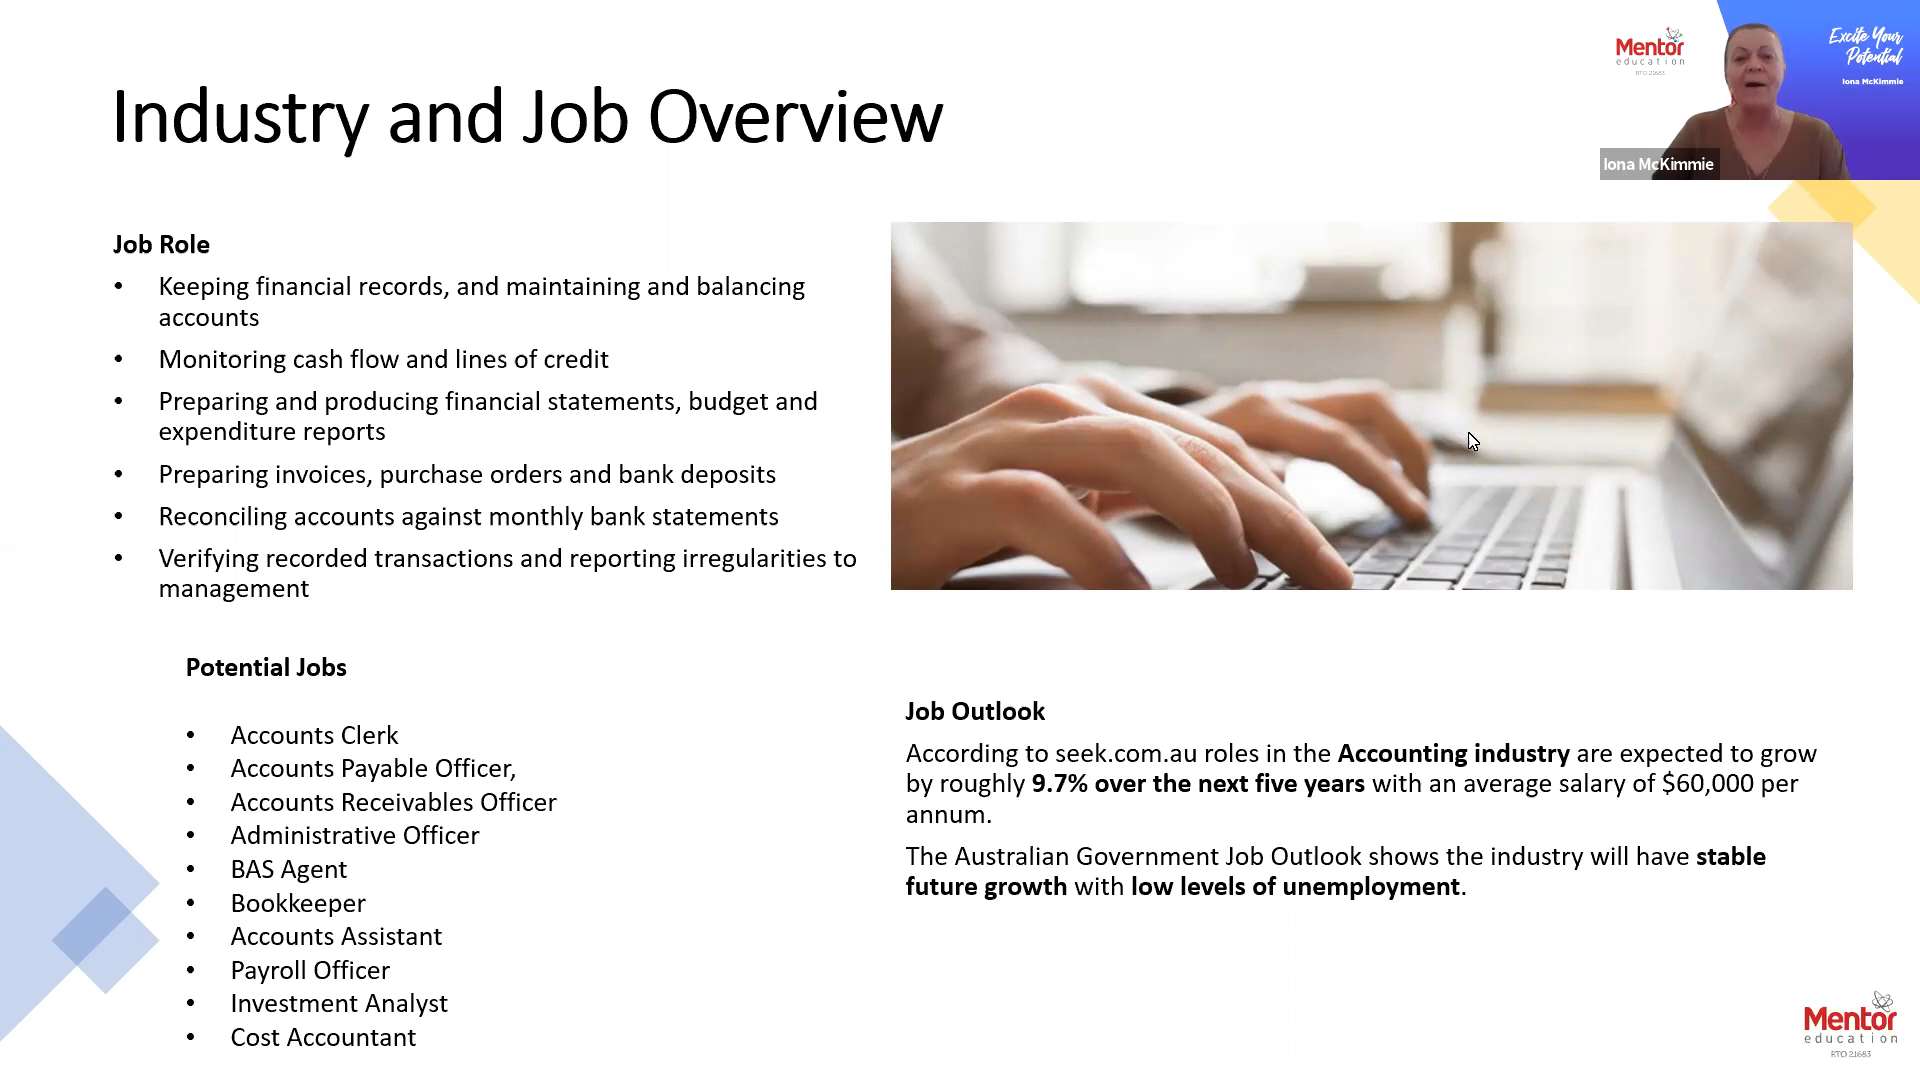 Mentor
education
RTO 21683
Excite Your
Potential
Iona McKimmie
Iona McKimmie
Industry and Job Overview
Job Role
• Keeping financial records, and maintaining and balancing
accounts
• Monitoring cash flow and lines of credit
• Preparing and producing financial statements, budget and
expenditure reports
• Preparing invoices, purchase orders and bank deposits
• Reconciling accounts against monthly bank statements
• Verifying recorded transactions and reporting irregularities to
management
Potential Jobs
• Accounts Clerk
• Accounts Payable Officer,
• Accounts Receivables Officer
• Administrative Officer
• BAS Agent
• Bookkeeper
• Accounts Assistant
• Payroll Officer
• Investment Analyst
• Cost Accountant
Job Outlook
According to seek.com.au roles in the Accounting industry are expected to grow
by roughly 9.7% over the next five years with an average salary of $60,000 per
annum.
The Australian Government Job Outlook shows the industry will have stable
future growth with low levels of unemployment.
Mentor
education
RTO 21683